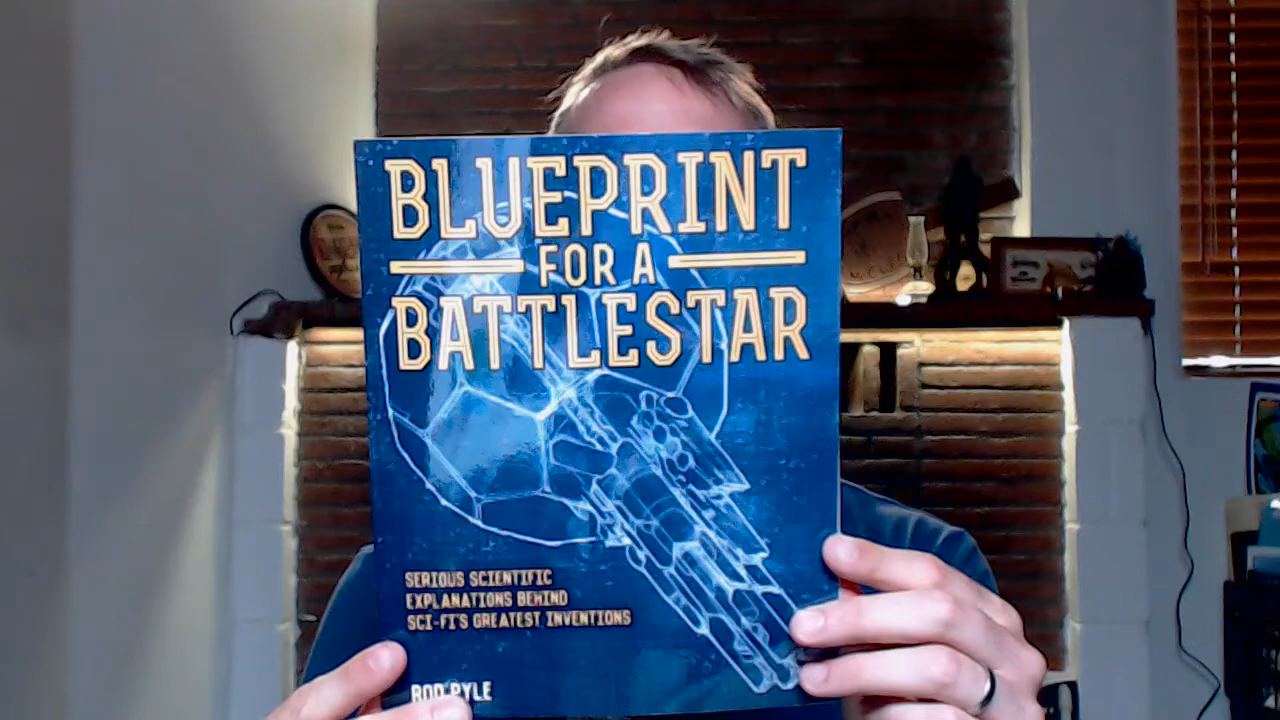 BLUEPRINT
FOR A
BATTLESTAR
SERIOUS SCIENTIFIC
EXPLANATIONS BEHIND
SCI-FI'S GREATEST INVENTIONS
ROD PYLE